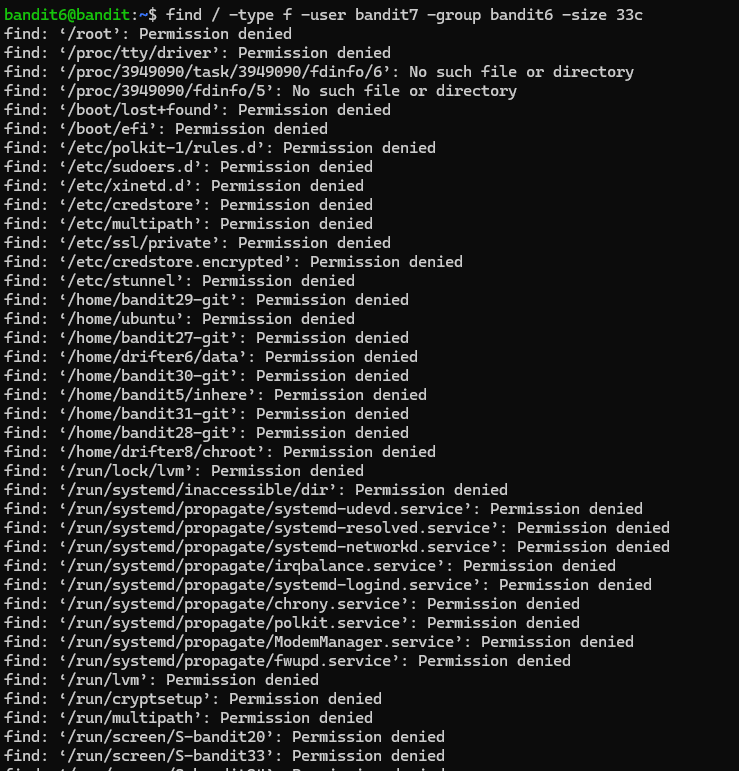 bandit6@bandit:~$ find / -type f -user bandit7 -group bandit6 -size 33c
find: ‘/root’: Permission denied
find: ‘/proc/tty/driver’: Permission denied
find: ‘/proc/3949090/task/3949090/fdinfo/6’: No such file or directory
find: ‘/proc/3949090/fdinfo/5’: No such file or directory
find: ‘/boot/lost+found’: Permission denied
find: ‘/boot/efi’: Permission denied
find: ‘/etc/polkit-1/rules.d’: Permission denied
find: ‘/etc/sudoers.d’: Permission denied
find: ‘/etc/xinetd.d’: Permission denied
find: ‘/etc/credstore’: Permission denied
find: ‘/etc/multipath’: Permission denied
find: ‘/etc/ssl/private’: Permission denied
find: ‘/etc/credstore.encrypted’: Permission denied
find: ‘/etc/stunnel’: Permission denied
find: ‘/home/bandit29-git’: Permission denied
find: ‘/home/ubuntu’: Permission denied
find: ‘/home/bandit27-git’: Permission denied
find: ‘/home/drifter6/data’: Permission denied
find: ‘/home/bandit30-git’: Permission denied
find: ‘/home/bandit5/inhere’: Permission denied
find: ‘/home/bandit31-git’: Permission denied
find: ‘/home/bandit28-git’: Permission denied
find: ‘/home/drifter8/chroot’: Permission denied
find: ‘/run/lock/lvm’: Permission denied
find: ‘/run/systemd/inaccessible/dir’: Permission denied
find: ‘/run/systemd/propagate/systemd-udevd.service’: Permission denied
find: ‘/run/systemd/propagate/systemd-resolved.service’: Permission denied
find: ‘/run/systemd/propagate/systemd-networkd.service’: Permission denied
find: ‘/run/systemd/propagate/irqbalance.service’: Permission denied
find: ‘/run/systemd/propagate/systemd-logind.service’: Permission denied
find: ‘/run/systemd/propagate/chrony.service’: Permission denied
find: ‘/run/systemd/propagate/polkit.service’: Permission denied
find: ‘/run/systemd/propagate/ModemManager.service’: Permission denied
find: ‘/run/systemd/propagate/fwupd.service’: Permission denied
find: ‘/run/lvm’: Permission denied
find: ‘/run/cryptsetup’: Permission denied
find: ‘/run/multipath’: Permission denied
find: ‘/run/screen/S-bandit20’: Permission denied
find: ‘/run/screen/S-bandit33’: Permission denied